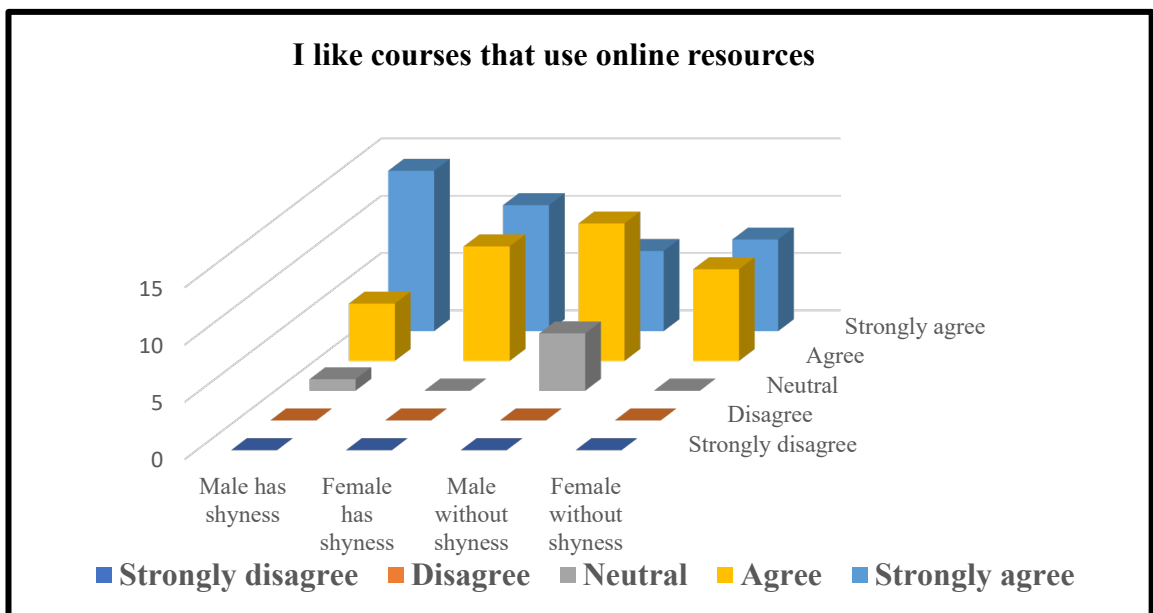 I like courses that use online resources
15
10
5
0
Strongly agree
Agree
Neutral
Disagree
Strongly disagree
Male has
shyness
Female
has
shyness
Male
without
shyness
Female
without
shyness
Strongly disagree Disagree Neutral Agree Strongly agree